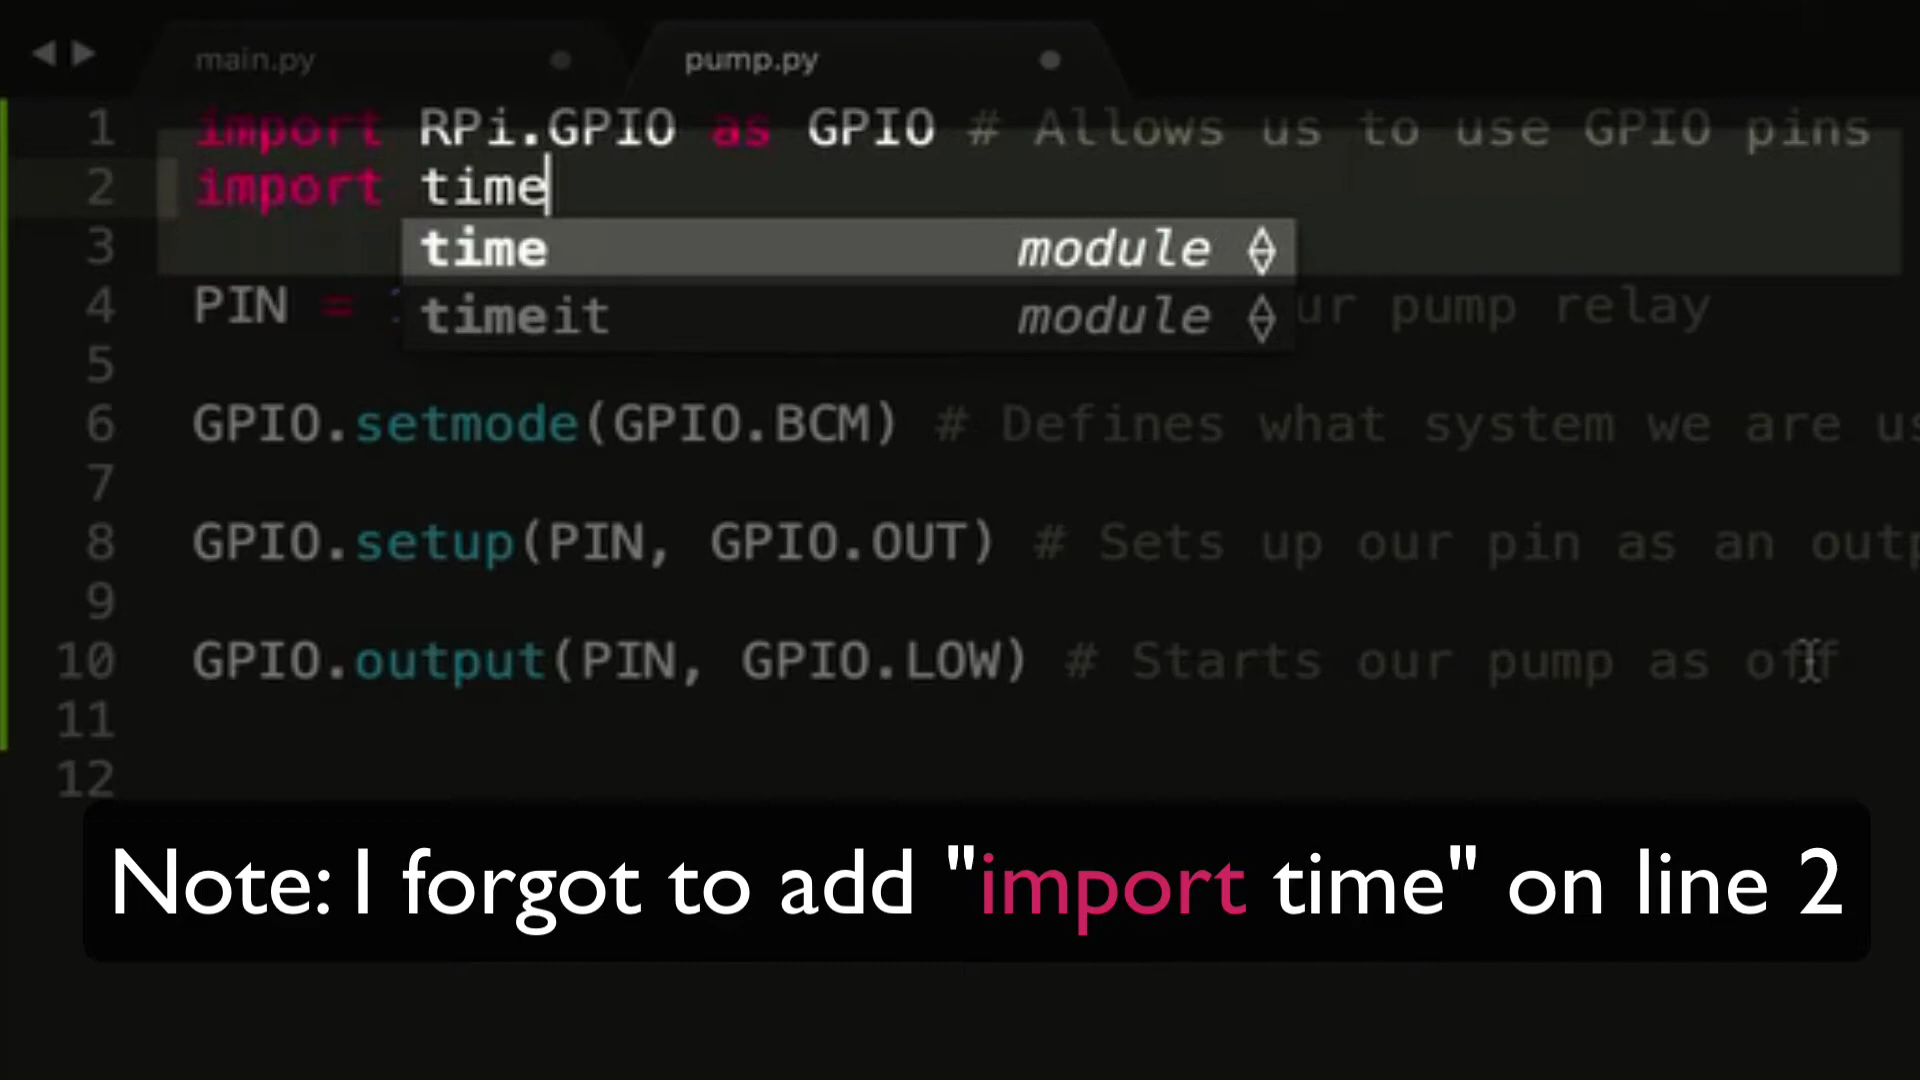 main.py
pump.py
1 import RPi.GPIO as GPIO # Allows us to use GPIO pins
2 import time
time module
3
4 PIN = ur pump relay
timeit module
5
6 GPIO.setmode(GPIO.BCM) # Defines what system we are us
7
8 GPIO.setup(PIN, GPIO.OUT) # Sets up our pin as an outp
9
10 GPIO.output(PIN, GPIO.LOW) # Starts our pump as off
11
12
Note: I forgot to add "import time" on line 2